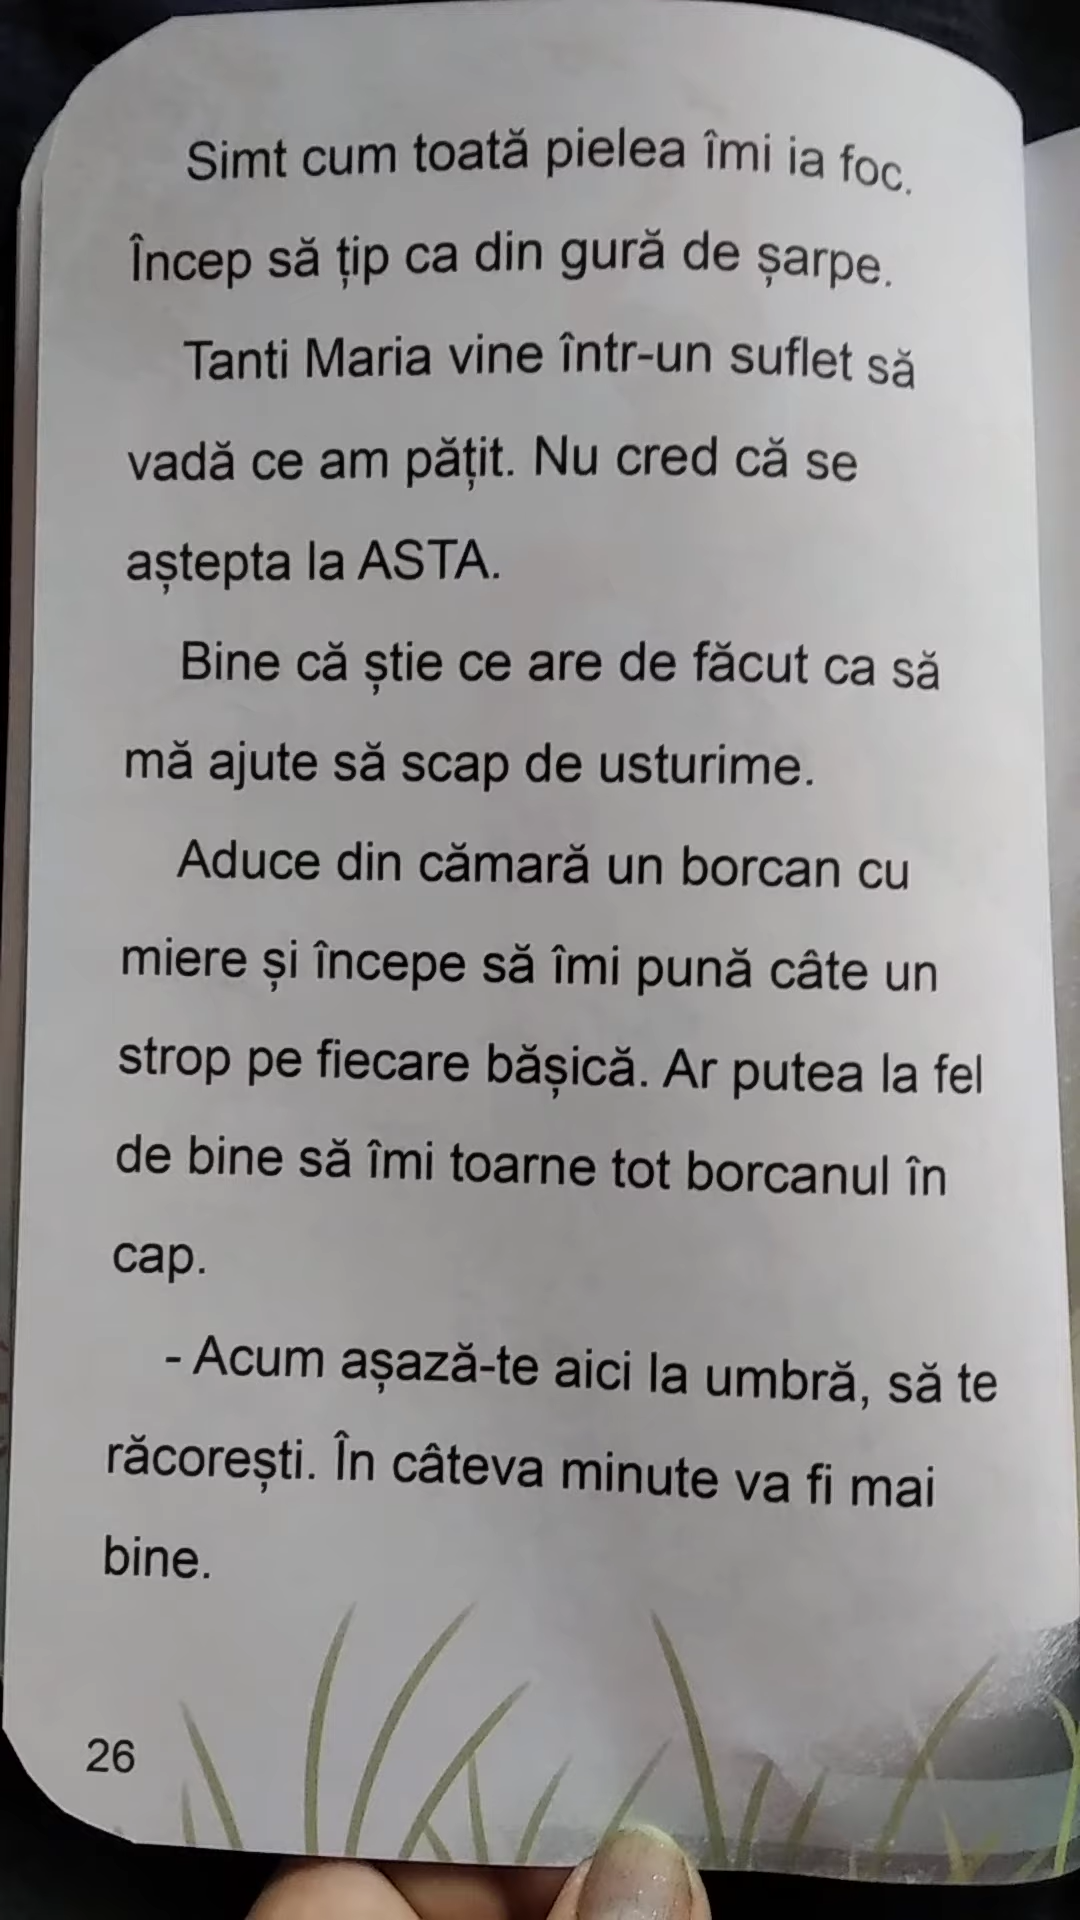 Simt cum toată pielea îmi ia foc.
Încep să țip ca din gură de șarpe.
Tanti Maria vine într-un suflet să
vadă ce am pățit. Nu cred că se
aștepta la ASTA.
Bine că știe ce are de făcut ca să
mă ajute să scap de usturime.
Aduce din cămară un borcan cu
miere și începe să îmi pună câte un
strop pe fiecare bășică. Ar putea la fel
de bine să îmi toarne tot borcanul în
cap.
- Acum așază-te aici la umbră, să te
răcorești. În câteva minute va fi mai
bine.
26